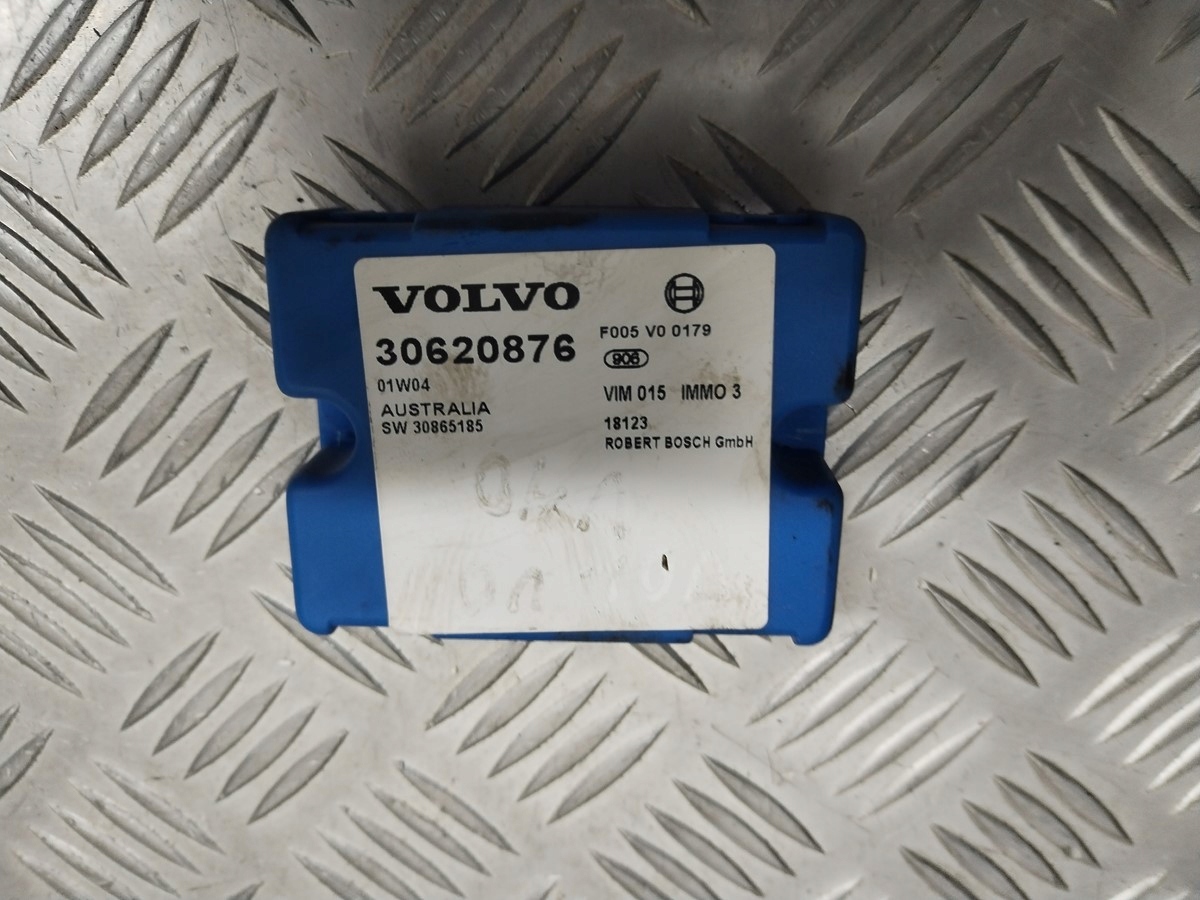 VOLVO
30620876
01W04
AUSTRALIA
SW 30865185
F005 V0 0179
906
VIM 015 IMMO 3
18123
ROBERT BOSCH GmbH